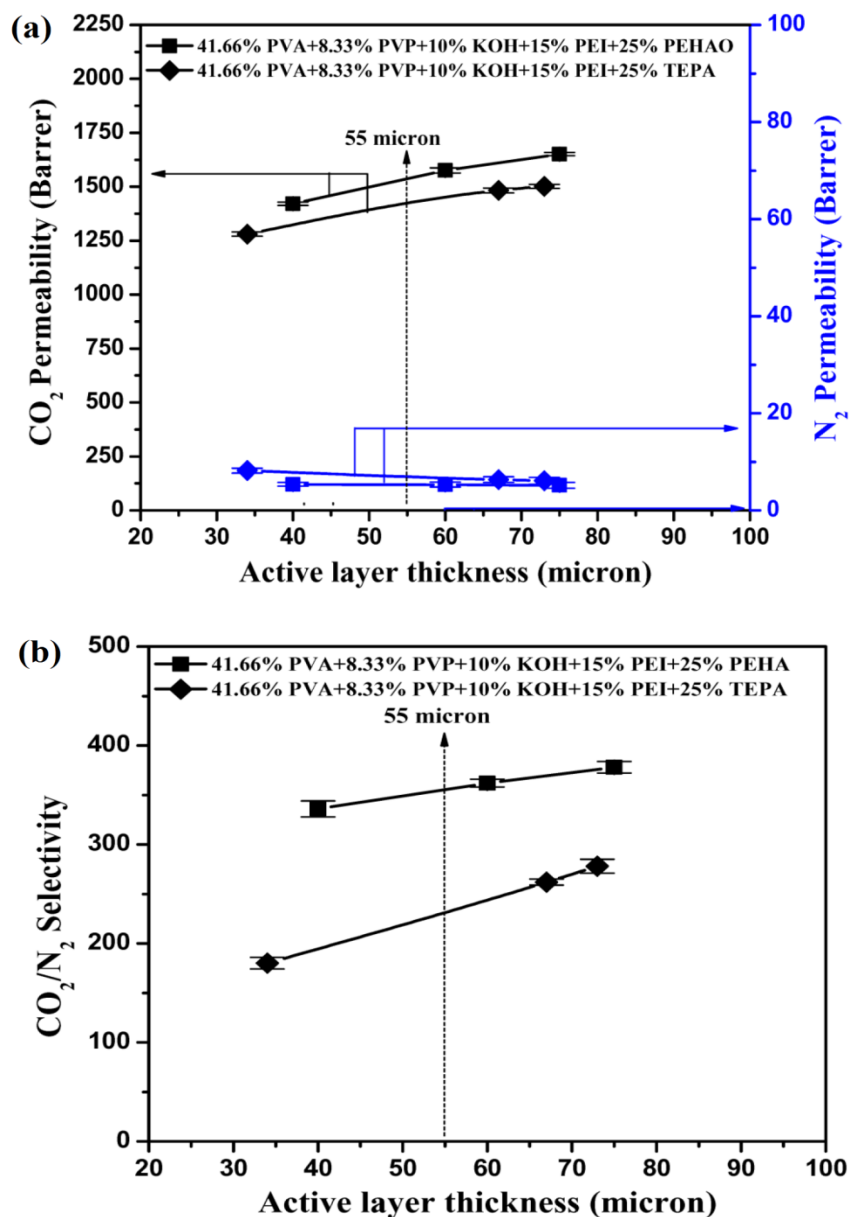 (a)
41.66% PVA+8.33% PVP+10% KOH+15% PEI+25% PEHAO
41.66% PVA+8.33% PVP+10% KOH+15% PEI+25% TEPA
55 micron
CO2 Permeability (Barrer)
2250
2000
1750
1500
1250
1000
750
500
250
0
N2 Permeability (Barrer)
100
80
60
40
20
0
20 30 40 50 60 70 80 90 100
Active layer thickness (micron)
(b)
41.66% PVA+8.33% PVP+10% KOH+15% PEI+25% PEHA
41.66% PVA+8.33% PVP+10% KOH+15% PEI+25% TEPA
55 micron
CO2/N2 Selectivity
500
400
300
200
100
0
20 30 40 50 60 70 80 90 100
Active layer thickness (micron)